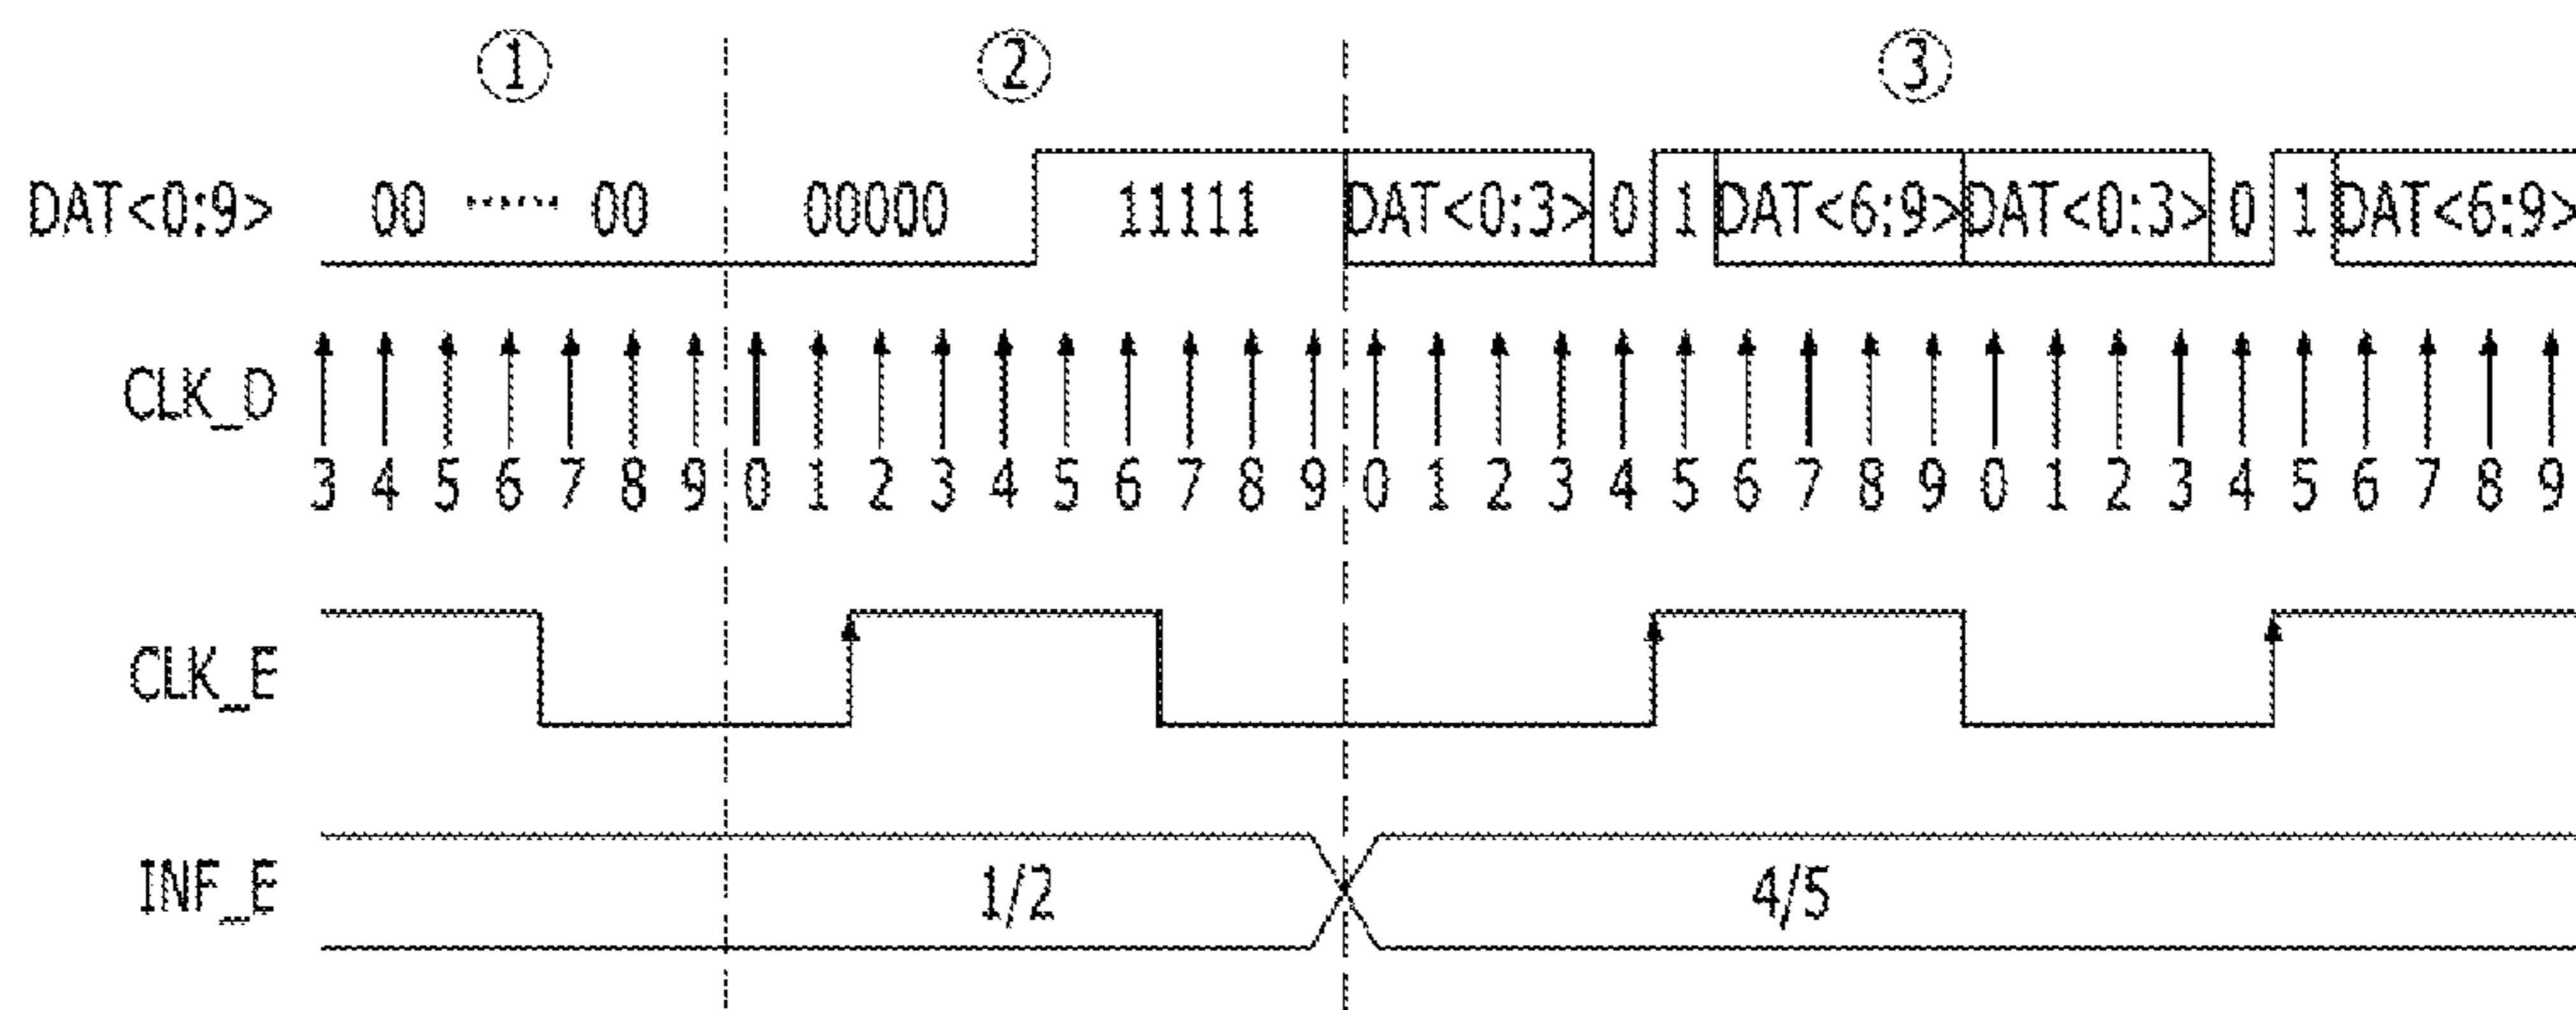 ① ② ③
DAT<0:9> 00 ...... 00 00000 11111 DAT<0:3> 0 1 DAT<6:9> DAT<0:3> 0 1 DAT<6:9>
CLK_D
3 4 5 6 7 8 9 0 1 2 3 4 5 6 7 8 9 0 1 2 3 4 5 6 7 8 9 0 1 2 3 4 5 6 7 8 9
CLK_E
INF_E 1/2 4/5